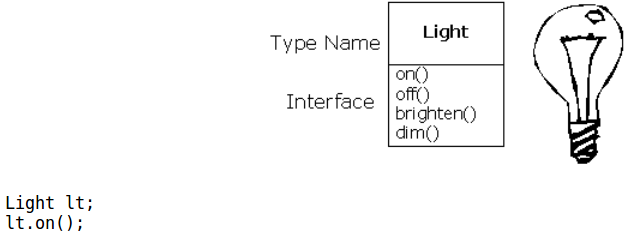 Light
Type Name
on()
off()
Interface
brighten()
dim()
Light lt;
lt.on();